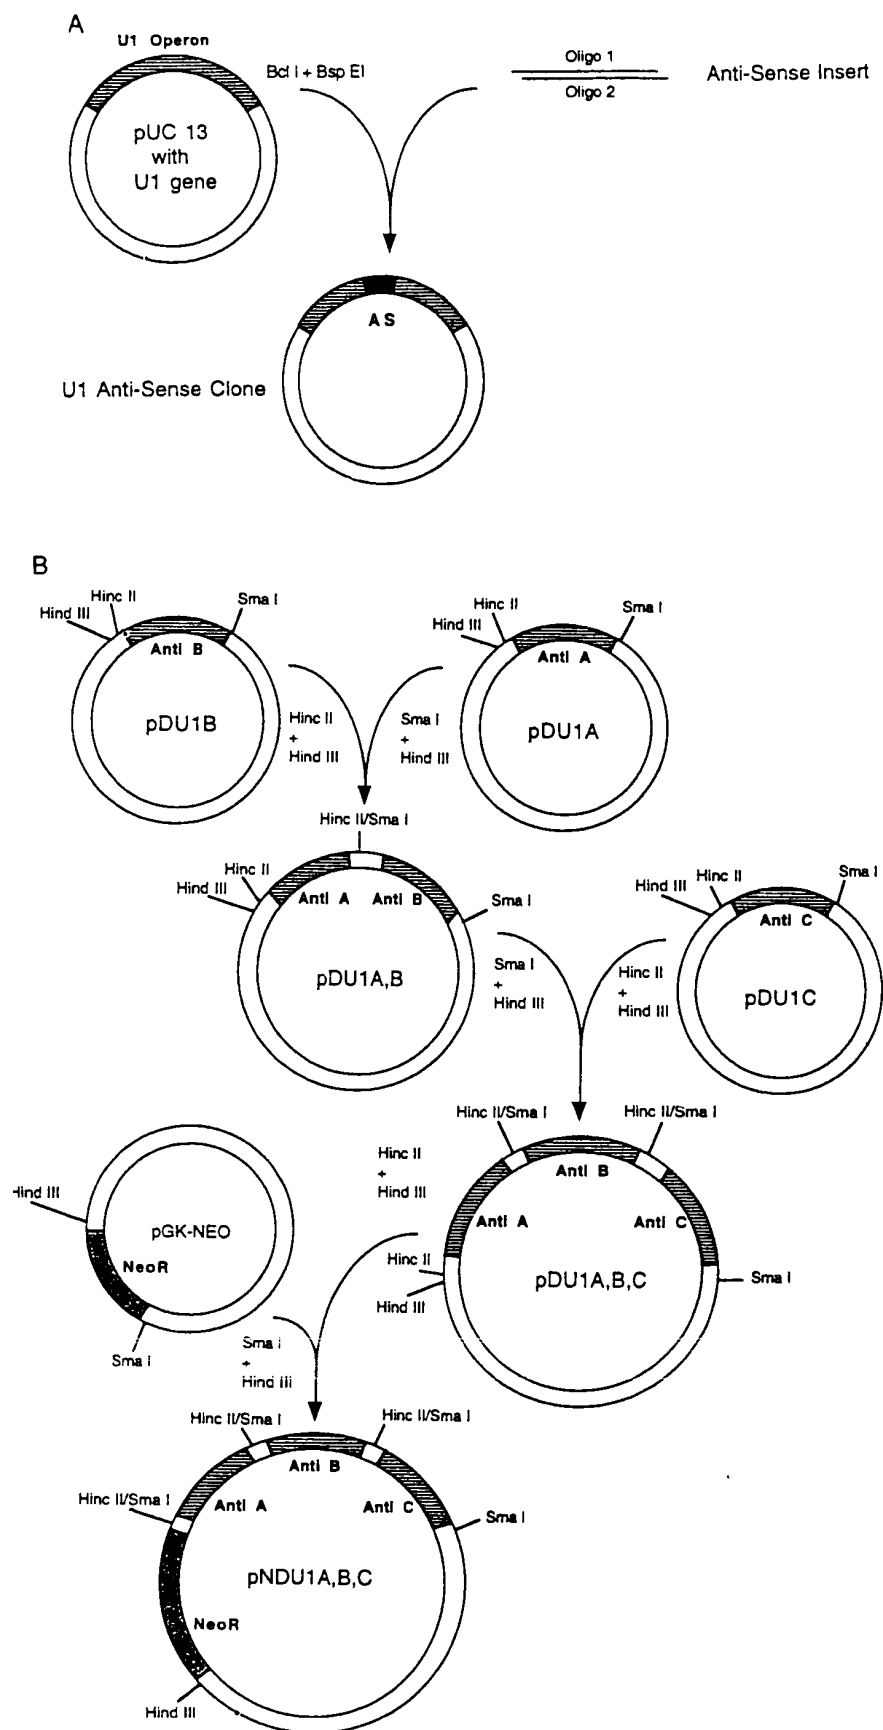 A
U1 Operon
pUC 13
with
U1 gene
Bcl I + Bsp EI
Oligo 1
Oligo 2
Anti-Sense Insert
AS
U1 Anti-Sense Clone
B
Hind III
Hinc II
Sma I
Anti B
pDU1B
Hinc II
+
Hind III
Hind III
Hinc II
Sma I
Anti A
pDU1A
Sma I
+
Hind III
Hinc II/Sma I
Hind III
Hinc II
Anti A
Anti B
Sma I
pDU1A,B
Sma I
+
Hind III
Hind III
Hinc II
Sma I
Anti C
pDU1C
Hinc II
+
Hind III
Hinc II/Sma I
Hinc II/Sma I
Anti B
Anti A
Anti C
Hinc II
Hind III
Sma I
pDU1A,B,C
Hinc II
+
Hind III
Hind III
pGK-NEO
NeoR
Sma I
Sma I
+
Hind III
Hinc II/Sma I
Hinc II/Sma I
Anti B
Hinc II/Sma I
Anti A
Anti C
Sma I
pNDU1A,B,C
NeoR
Hind III